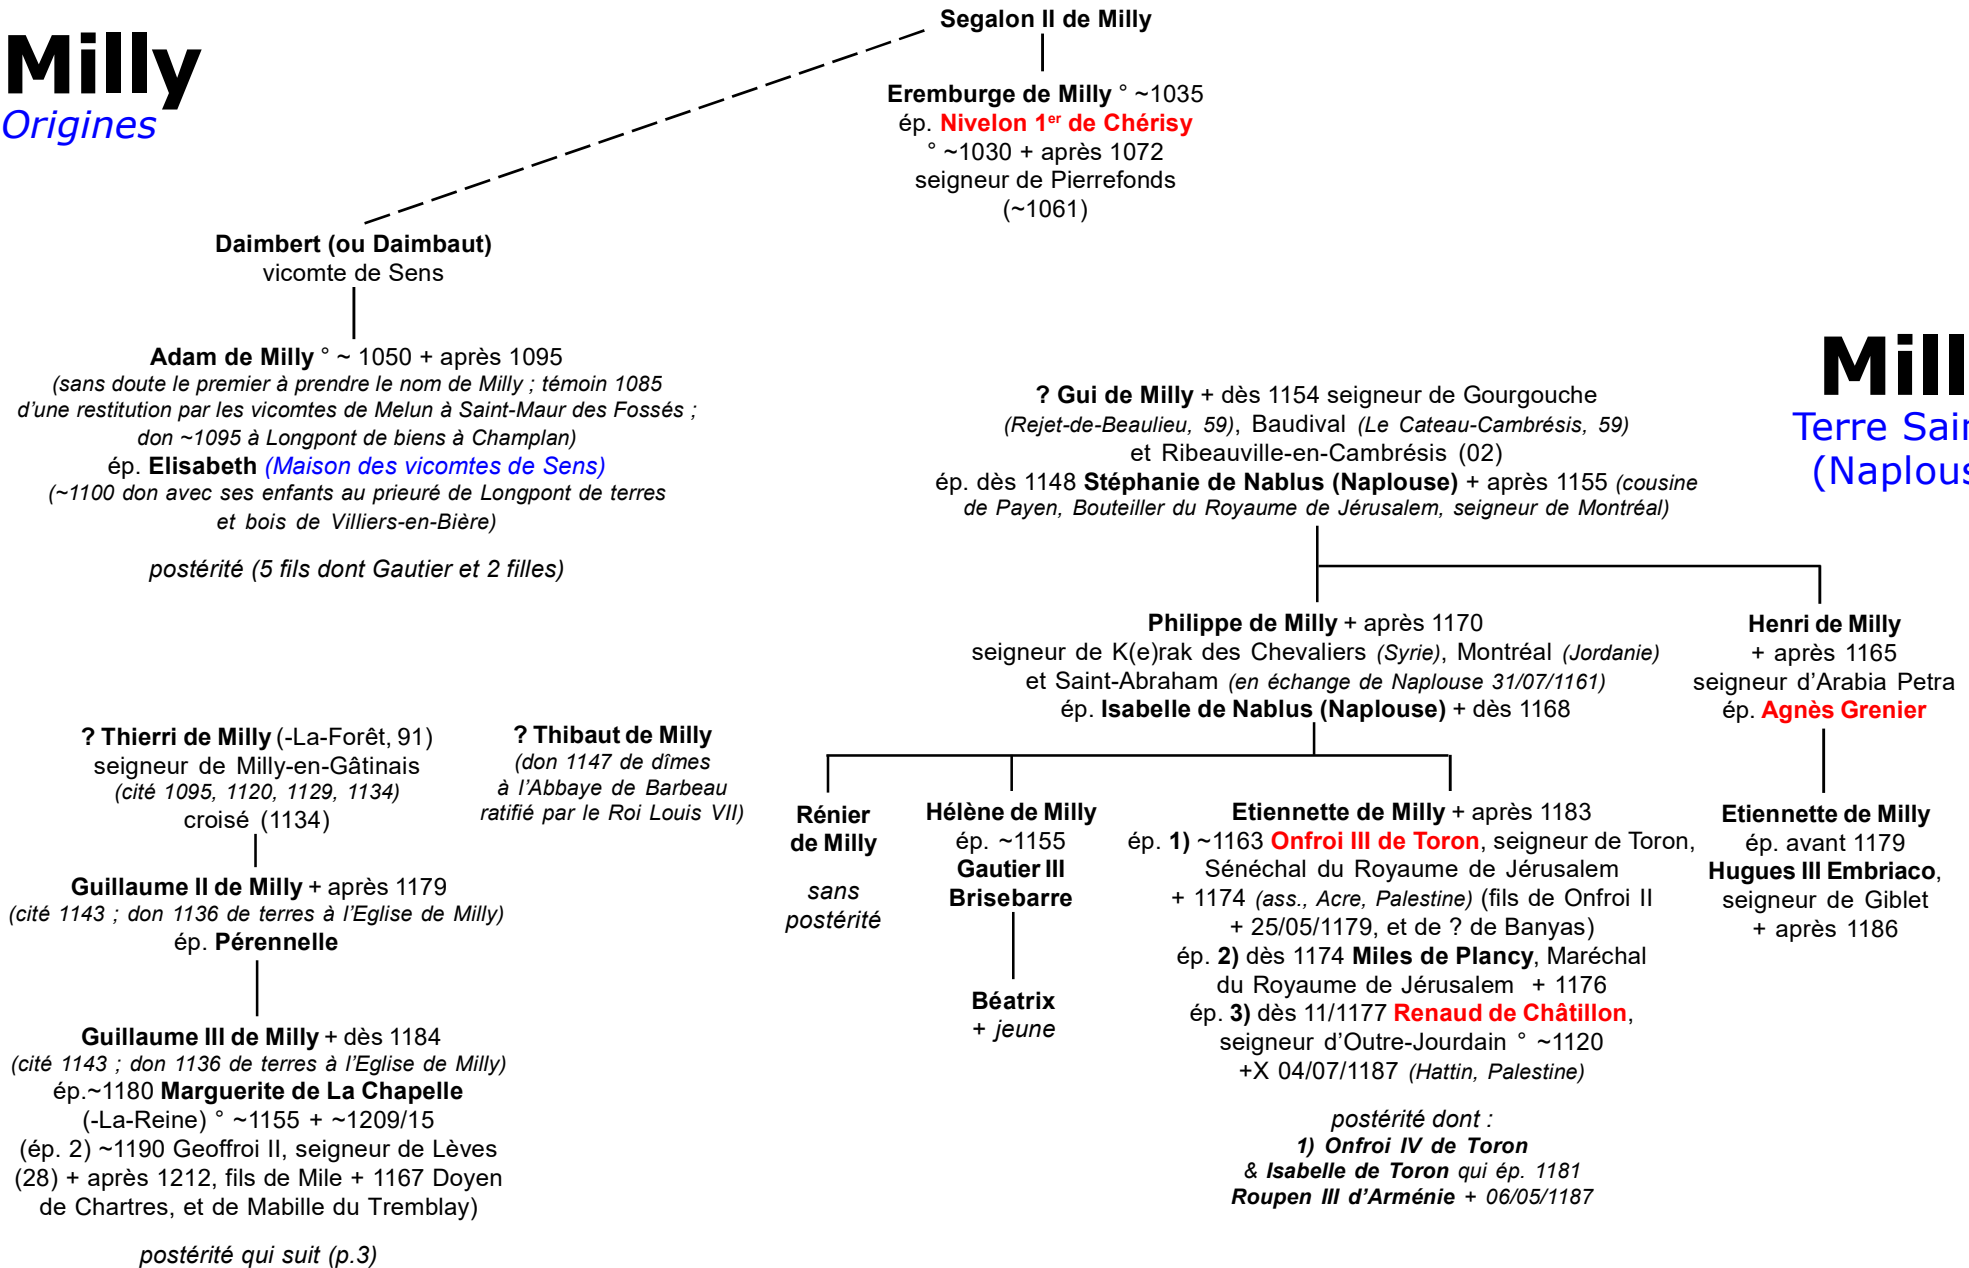 Milly
Origines
Segalon II de Milly
Eremburge de Milly ° ~1035
ép. Nivelon 1er de Chérisy
° ~1030 + après 1072
seigneur de Pierrefonds
(~1061)
Daimbert (ou Daimbaut)
vicomte de Sens
Adam de Milly ° ~ 1050 + après 1095
(sans doute le premier à prendre le nom de Milly ; témoin 1085
d'une restitution par les vicomtes de Melun à Saint-Maur des Fossés ;
don ~1095 à Longpont de biens à Champlan)
ép. Elisabeth (Maison des vicomtes de Sens)
(~1100 don avec ses enfants au prieuré de Longpont de terres
et bois de Villiers-en-Bière)
postérité (5 fils dont Gautier et 2 filles)
Mill
Terre Sain
(Naplous
? Gui de Milly + dès 1154 seigneur de Gourgouche
(Rejet-de-Beaulieu, 59), Baudival (Le Cateau-Cambrésis, 59)
et Ribeauville-en-Cambrésis (02)
ép. dès 1148 Stéphanie de Nablus (Naplouse) + après 1155 (cousine
de Payen, Bouteiller du Royaume de Jérusalem, seigneur de Montréal)
Philippe de Milly + après 1170
seigneur de K(e)rak des Chevaliers (Syrie), Montréal (Jordanie)
et Saint-Abraham (en échange de Naplouse 31/07/1161)
ép. Isabelle de Nablus (Naplouse) + dès 1168
Henri de Milly
+ après 1165
seigneur d'Arabia Petra
ép. Agnès Grenier
? Thierri de Milly (-La-Forêt, 91)
seigneur de Milly-en-Gâtinais
(cité 1095, 1120, 1129, 1134)
croisé (1134)
? Thibaut de Milly
(don 1147 de dîmes
à l'Abbaye de Barbeau
ratifié par le Roi Louis VII)
Guillaume II de Milly + après 1179
(cité 1143 ; don 1136 de terres à l'Eglise de Milly)
ép. Pérennelle
Guillaume III de Milly + dès 1184
(cité 1143 ; don 1136 de terres à l'Eglise de Milly)
ép.~1180 Marguerite de La Chapelle
(-La-Reine) ° ~1155 + ~1209/15
(ép. 2) ~1190 Geoffroi II, seigneur de Lèves
(28) + après 1212, fils de Mile + 1167 Doyen
de Chartres, et de Mabille du Tremblay)
postérité qui suit (p.3)
Rénier
de Milly
sans
postérité
Hélène de Milly
ép. ~1155
Gautier III
Brisebarre
Béatrix
+ jeune
Etiennette de Milly + après 1183
ép. 1) ~1163 Onfroi III de Toron, seigneur de Toron,
Sénéchal du Royaume de Jérusalem
+ 1174 (ass., Acre, Palestine) (fils de Onfroi II
+ 25/05/1179, et de ? de Banyas)
ép. 2) dès 1174 Miles de Plancy, Maréchal
du Royaume de Jérusalem + 1176
ép. 3) dès 11/1177 Renaud de Châtillon,
seigneur d'Outre-Jourdain ° ~1120
+X 04/07/1187 (Hattin, Palestine)
postérité dont :
1) Onfroi IV de Toron
& Isabelle de Toron qui ép. 1181
Roupen III d'Arménie + 06/05/1187
Etiennette de Milly
ép. avant 1179
Hugues III Embriaco,
seigneur de Giblet
+ après 1186